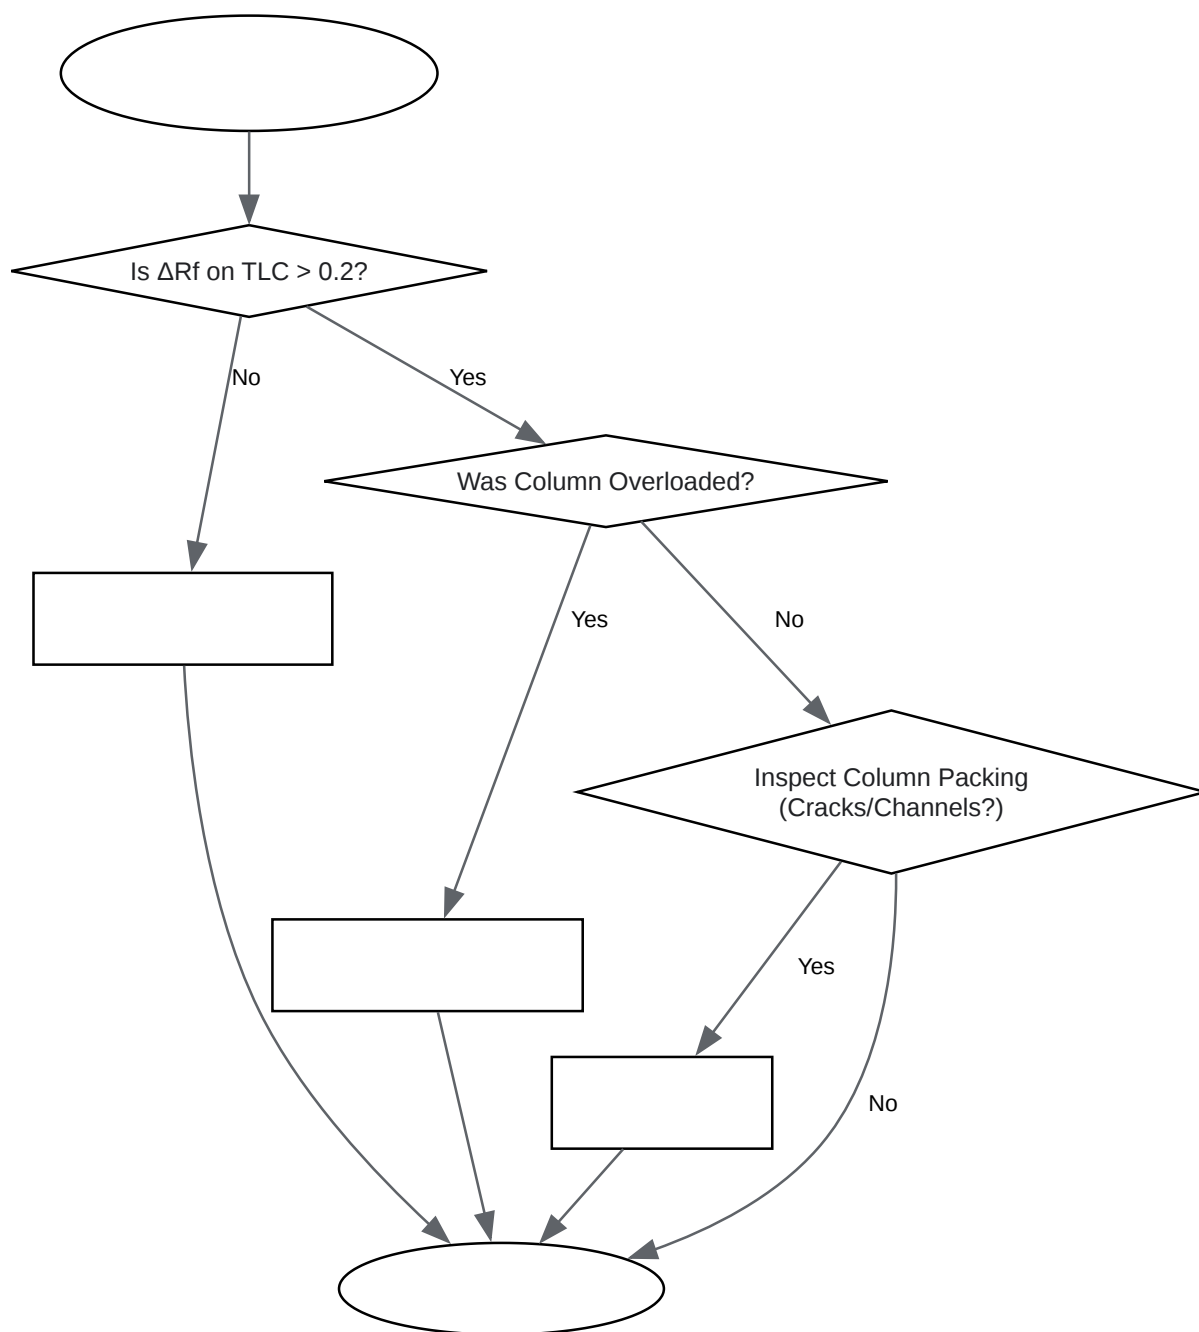 Is ΔRf on TLC > 0.2?
No
Yes
Was Column Overloaded?
Yes
No
Inspect Column Packing
(Cracks/Channels?)
Yes
No